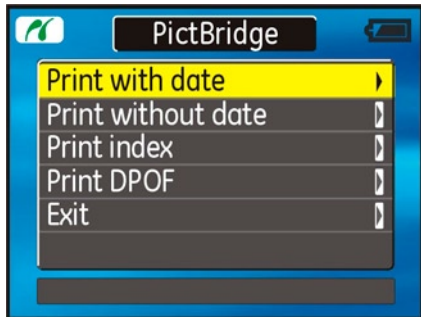 PictBridge
Print with date
Print without date
Print index
Print DPOF
Exit